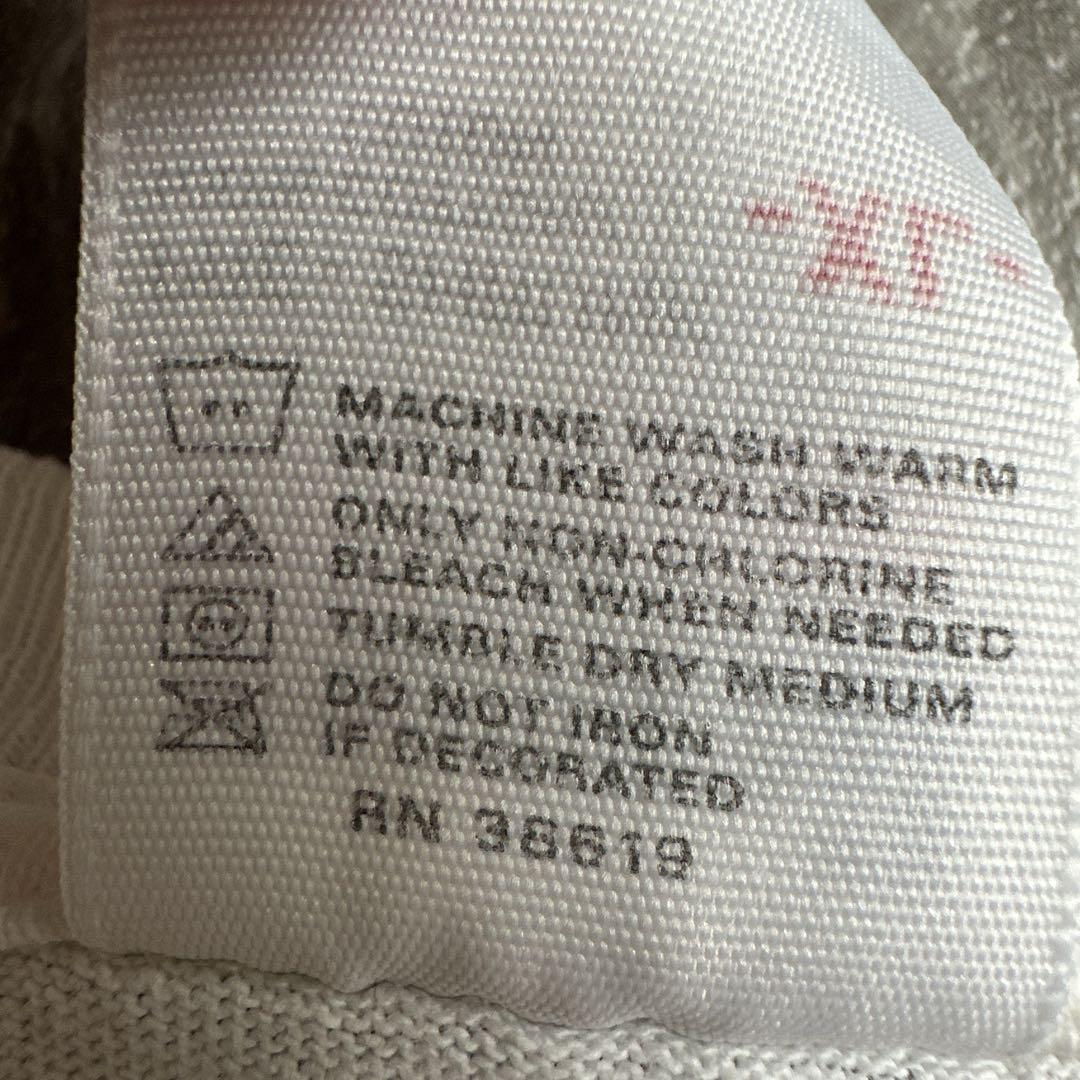 -XL-
MACHINE WASH WARM
WITH LIKE COLORS
ONLY NON-CHLORINE
BLEACH WHEN NEEDED
TUMBLE DRY MEDIUM
DO NOT IRON
IF DECORATED
RN 38619